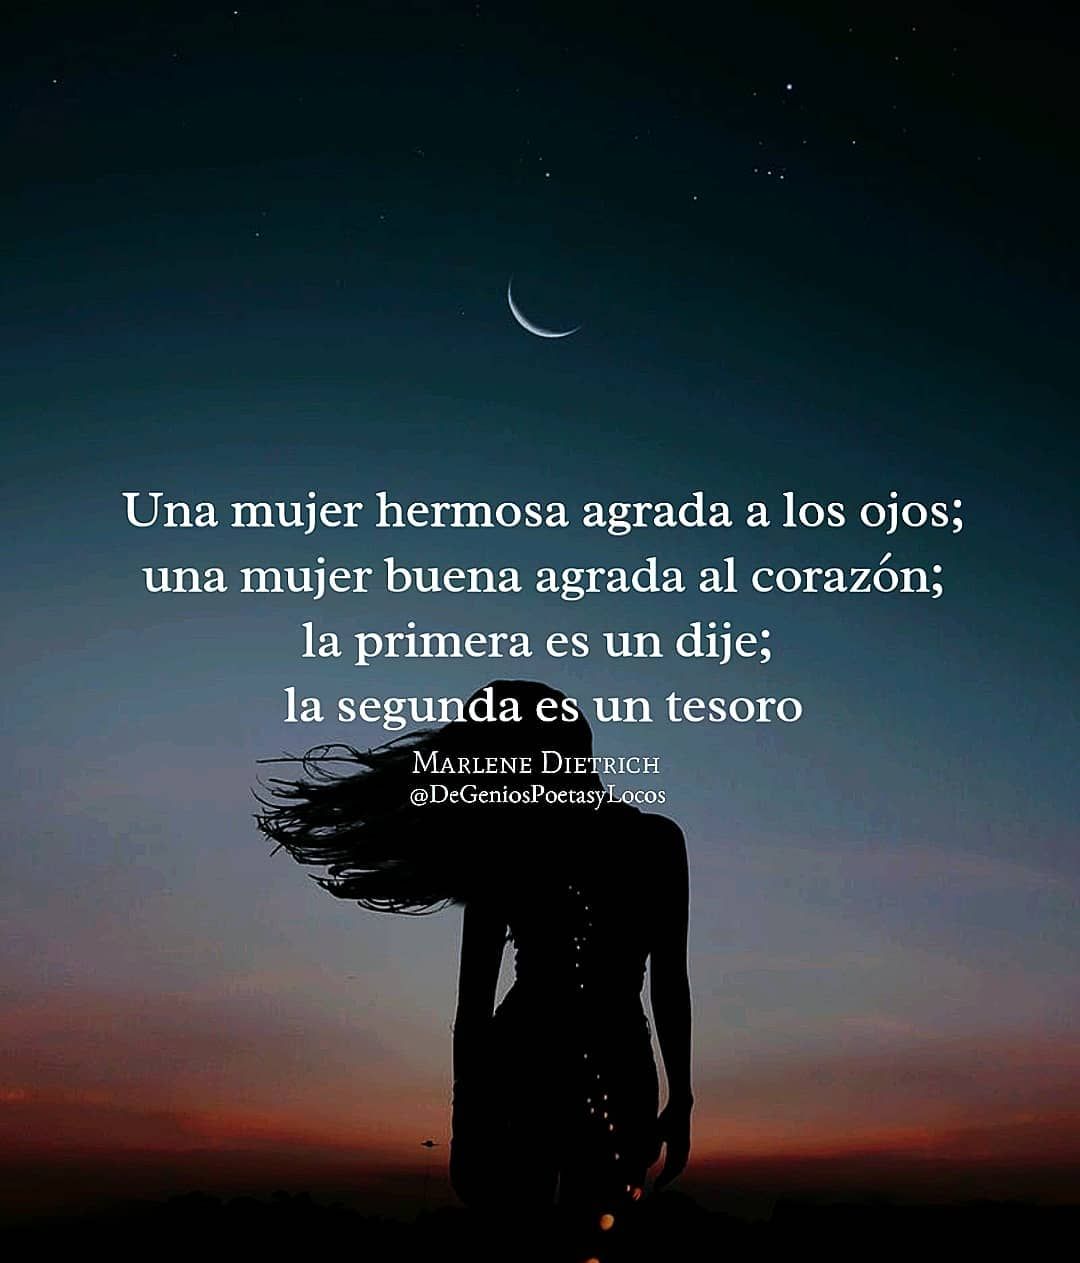 Una mujer hermosa agrada a los ojos;
una mujer buena agrada al corazón;
la primera es un dije;
la segunda es un tesoro
Marlene Dietrich
@DeGeniosPoetasyLocos